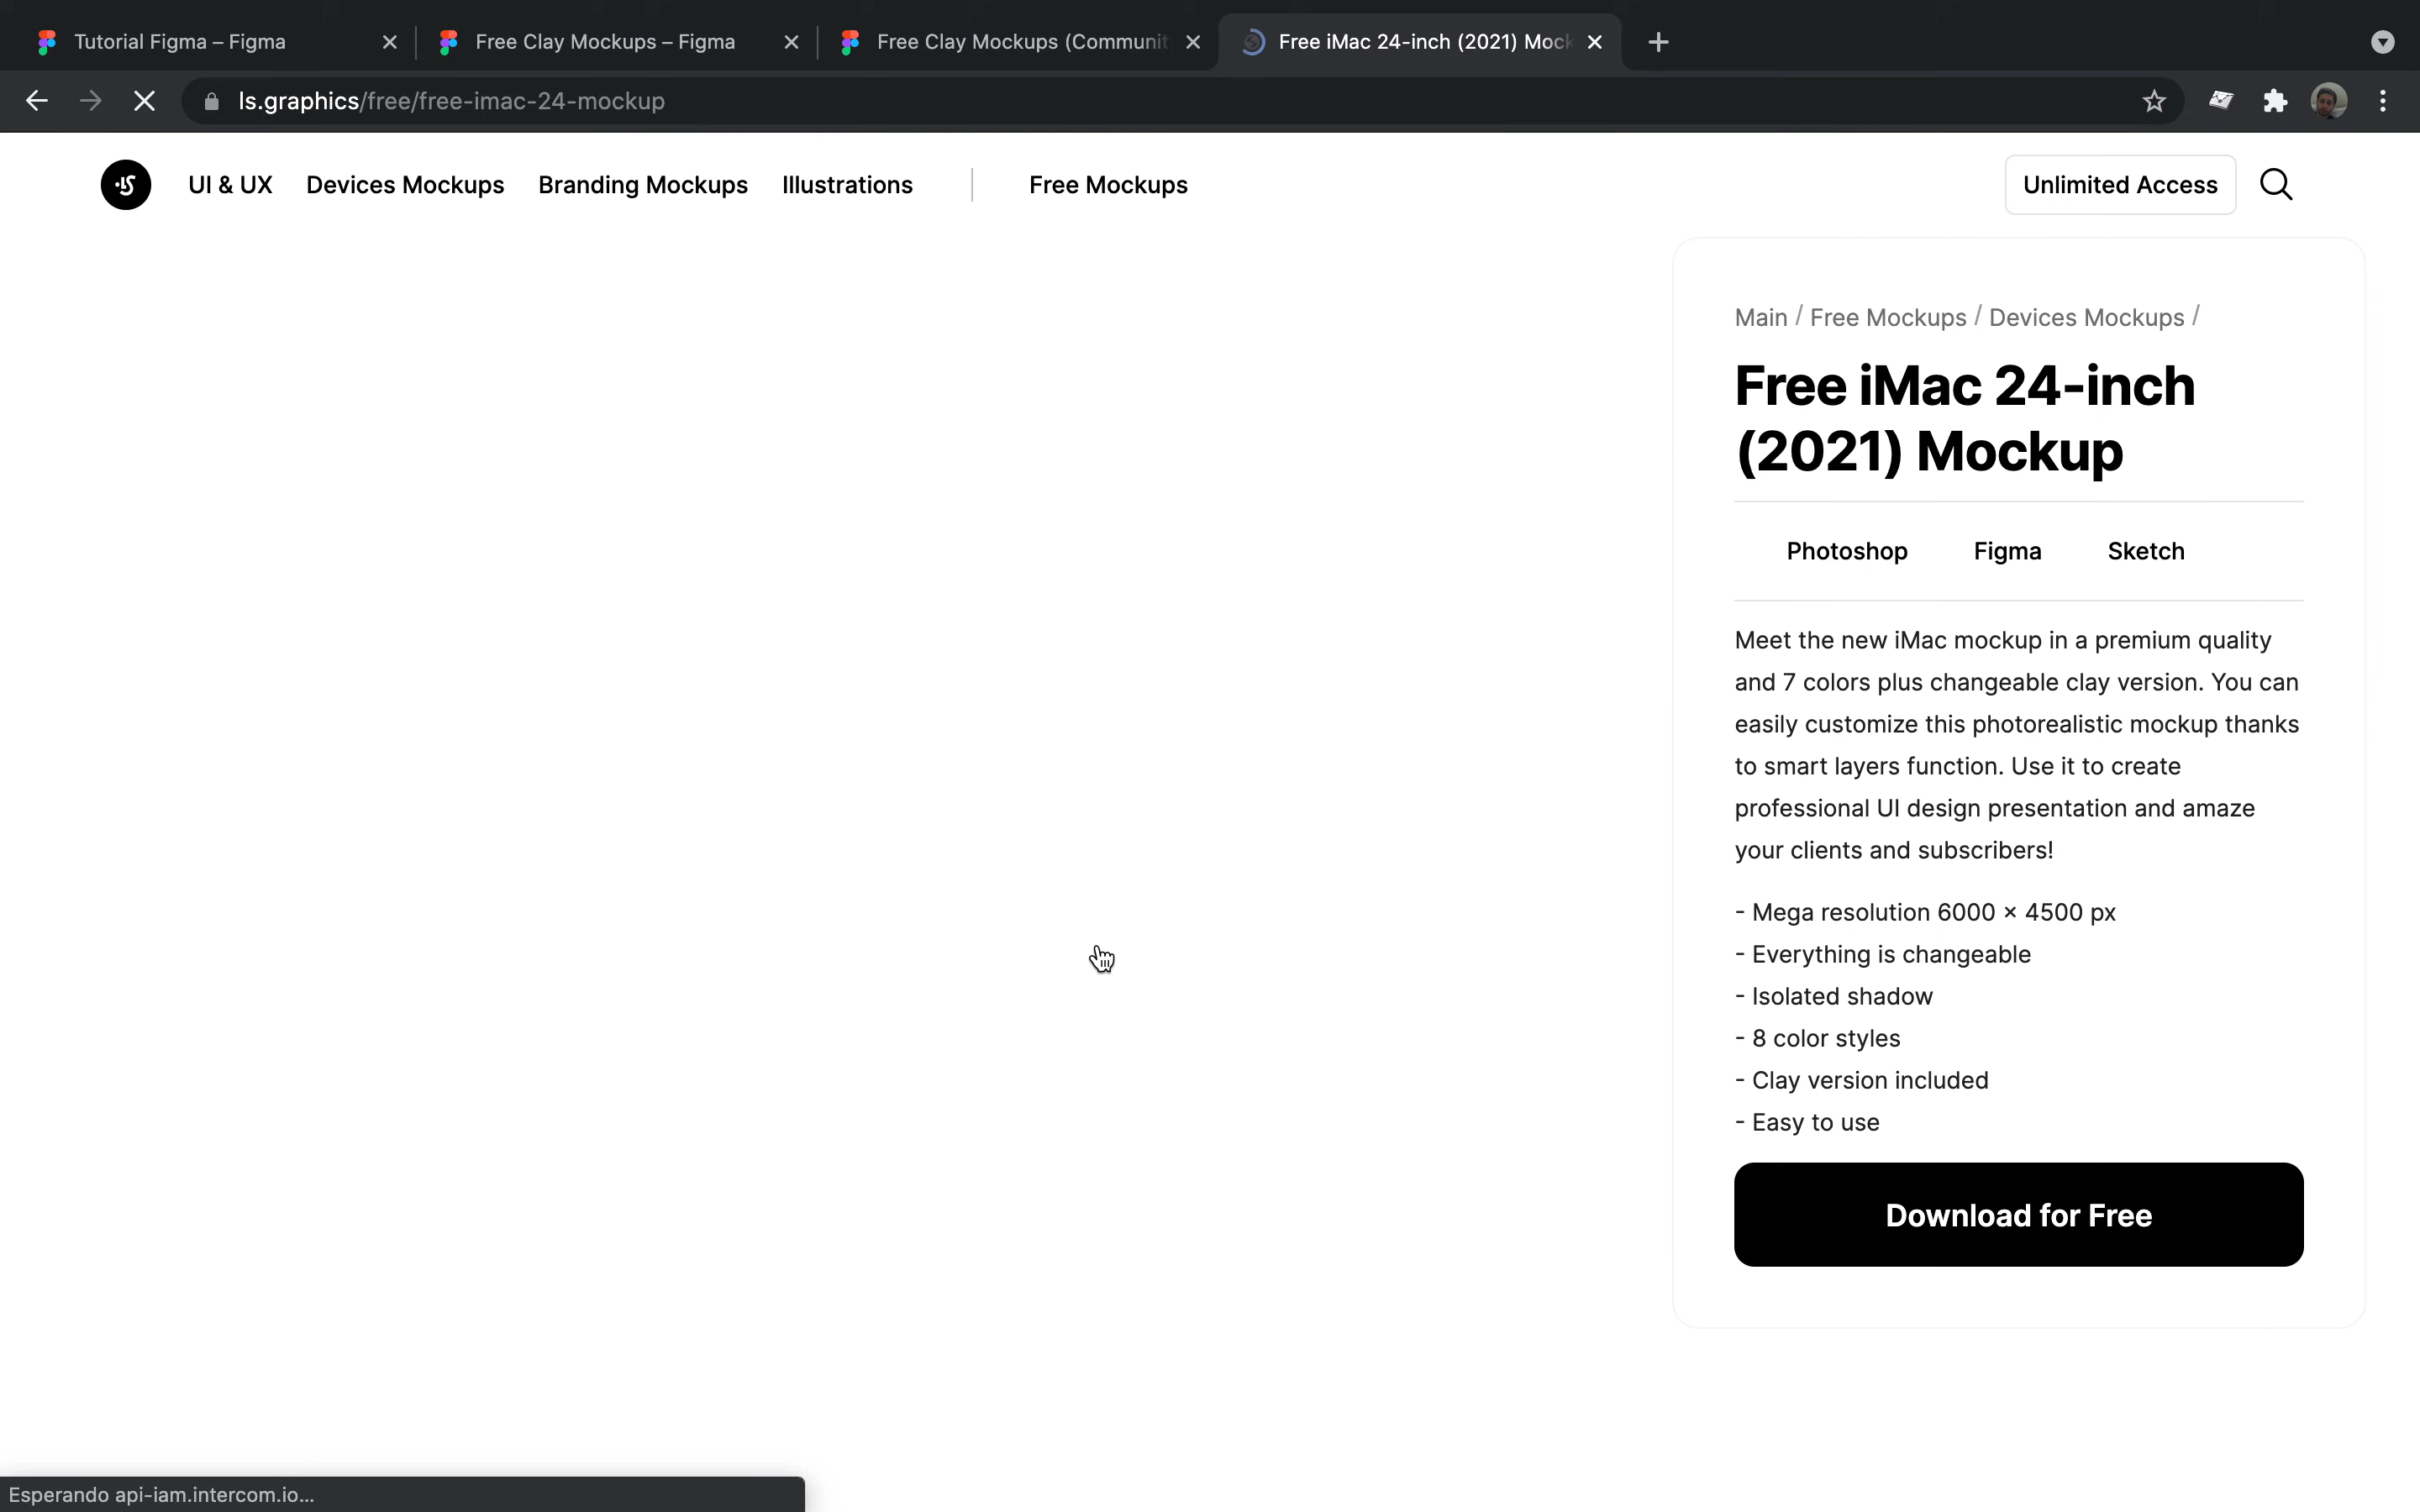 Tutorial Figma – Figma
Free Clay Mockups – Figma
Free Clay Mockups (Communit
Free iMac 24-inch (2021) Mock
ls.graphics/free/free-imac-24-mockup
UI & UX
Devices Mockups
Branding Mockups
Illustrations
Free Mockups
Unlimited Access
Main / Free Mockups / Devices Mockups /
Free iMac 24-inch
(2021) Mockup
Photoshop
Figma
Sketch
Meet the new iMac mockup in a premium quality
and 7 colors plus changeable clay version. You can
easily customize this photorealistic mockup thanks
to smart layers function. Use it to create
professional UI design presentation and amaze
your clients and subscribers!
- Mega resolution 6000 × 4500 px
- Everything is changeable
- Isolated shadow
- 8 color styles
- Clay version included
- Easy to use
Download for Free
Esperando api-iam.intercom.io...